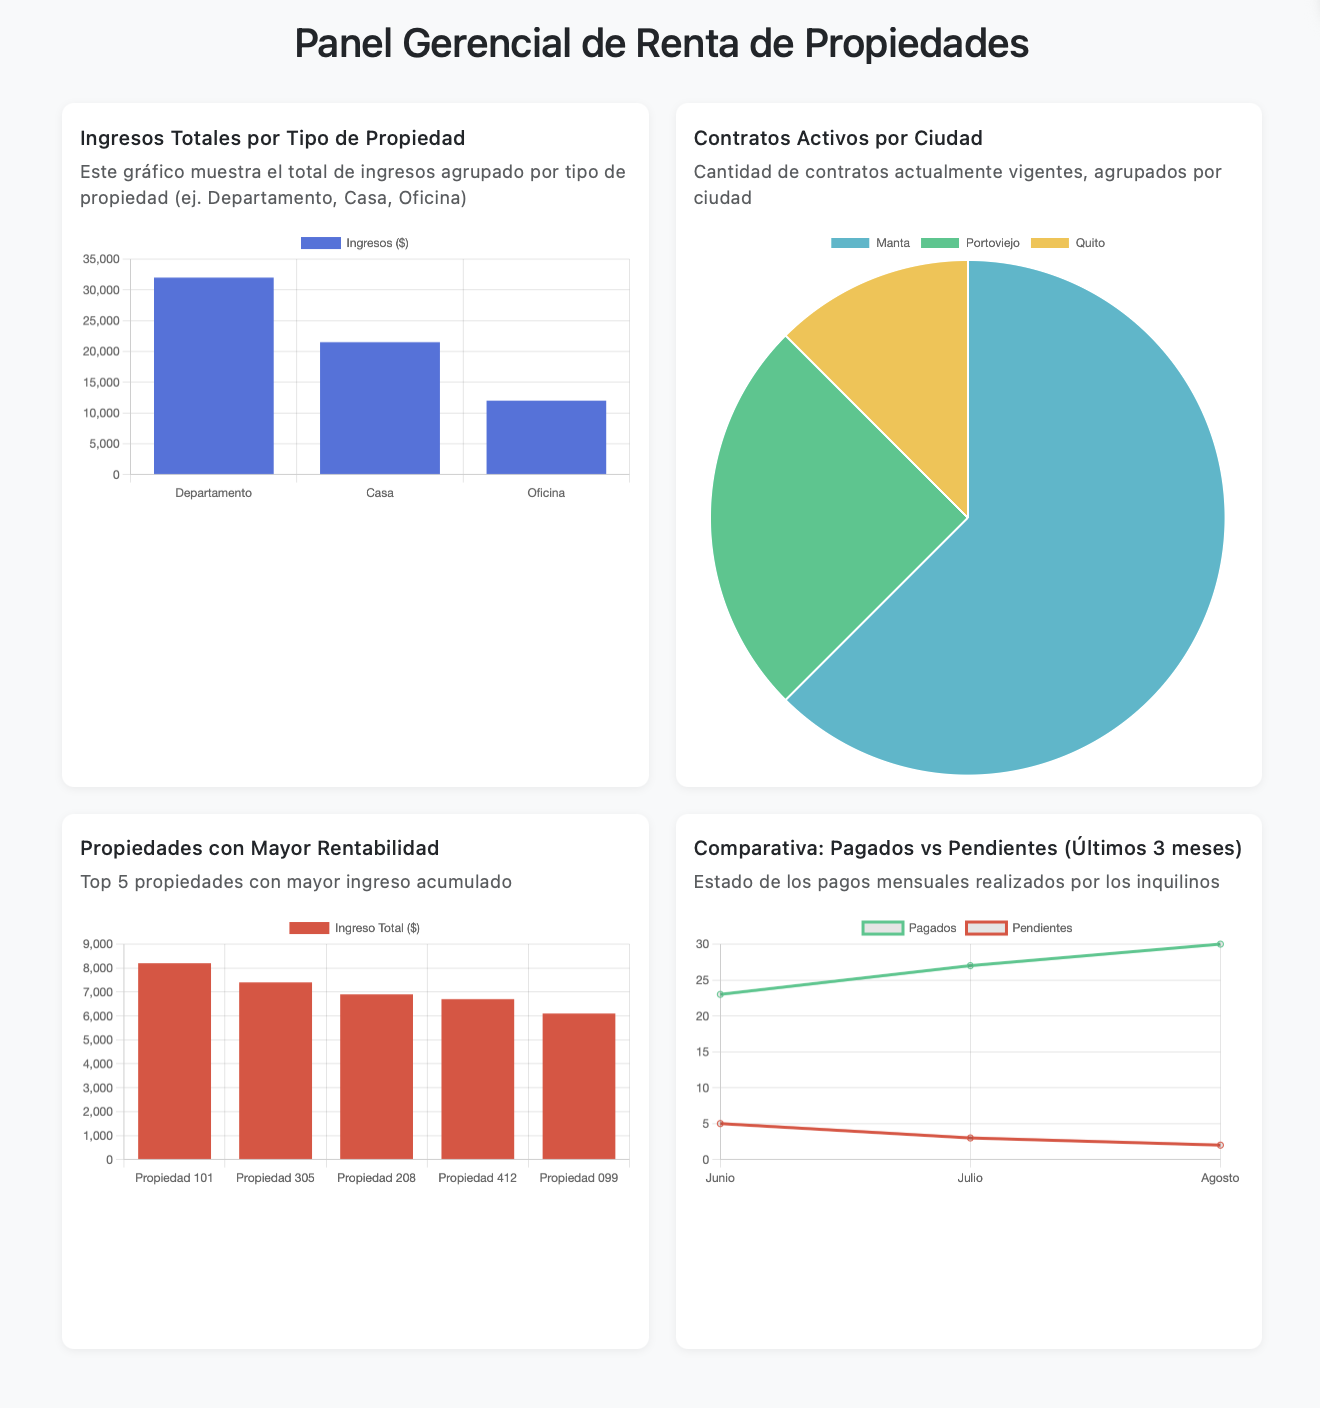 Panel Gerencial de Renta de Propiedades
Ingresos Totales por Tipo de Propiedad
Este gráfico muestra el total de ingresos agrupado por tipo de
propiedad (ej. Departamento, Casa, Oficina)
Ingresos ($)
35,000
30,000
25,000
20,000
15,000
10,000
5,000
0
Departamento Casa Oficina
Contratos Activos por Ciudad
Cantidad de contratos actualmente vigentes, agrupados por
ciudad
Manta Portoviejo Quito
Propiedades con Mayor Rentabilidad
Top 5 propiedades con mayor ingreso acumulado
Ingreso Total ($)
9,000
8,000
7,000
6,000
5,000
4,000
3,000
2,000
1,000
0
Propiedad 101 Propiedad 305 Propiedad 208 Propiedad 412 Propiedad 099
Comparativa: Pagados vs Pendientes (Últimos 3 meses)
Estado de los pagos mensuales realizados por los inquilinos
Pagados Pendientes
30
25
20
15
10
5
0
Junio Julio Agosto